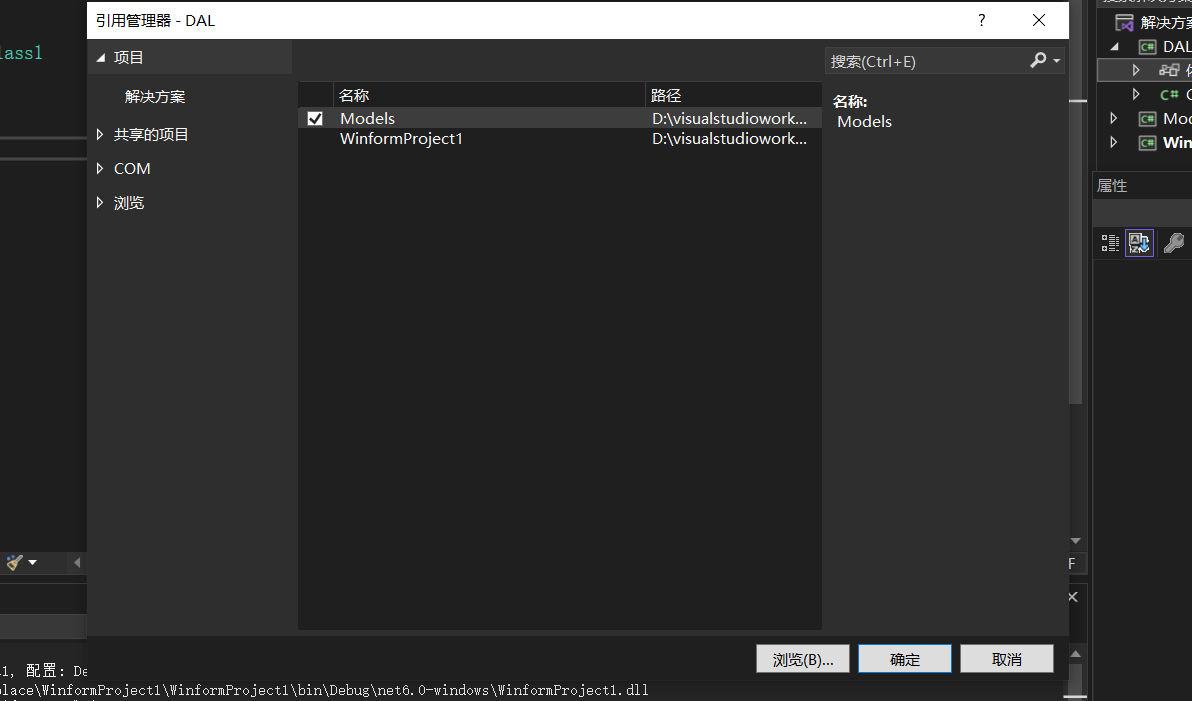 引用管理器 - DAL
?
项目
解决方案
共享的项目
COM
浏览
名称 路径
Models D:\visualstudiowork...
WinformProject1 D:\visualstudiowork...
搜索(Ctrl+E)
名称:
Models
浏览(B)...
确定
取消
lass1
解决方案
C# DAL
C#
C#
C# Win
属性
F
1, 配置: De
lace\WinformProject1\WinformProject1\bin\Debug\net6.0-windows\WinformProject1.dll